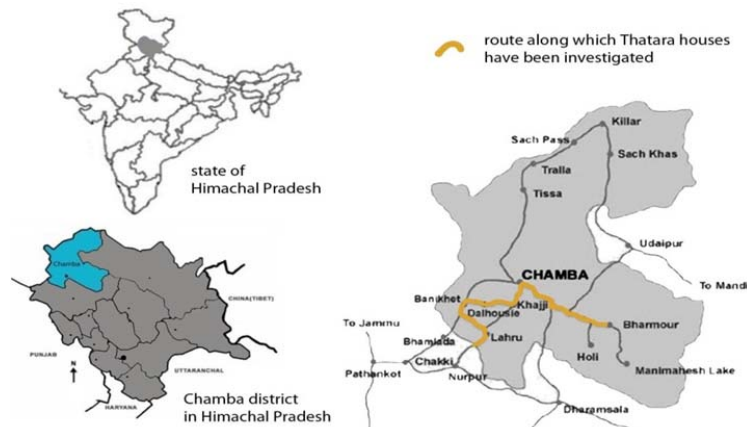 state of
Himachal Pradesh
route along which Thatara houses
have been investigated
Chamba
CHINA(TIBET)
PUNJAB
N
UTTARANCHAL
HARYANA
Chamba district
in Himachal Pradesh
Killar
Sach Pass
Sach Khas
Tralla
Tissa
Udaipur
CHAMBA
To Mandi
Banikhet
Khajji
Dalhousie
To Jammu
Bharmour
Bhamlada
Lahru
Holi
Chakki
Pathankot
Nurpur
Manimahesh Lake
Dharamsala